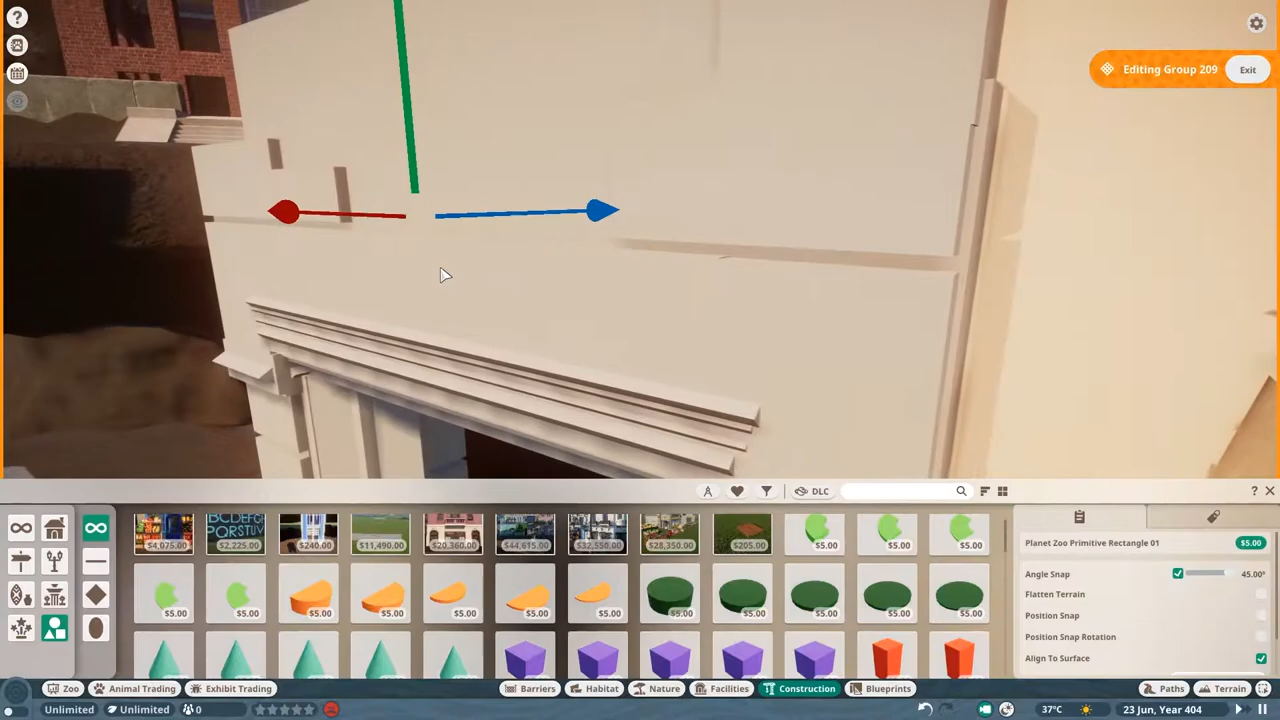 ?
Editing Group 209 Exit
DLC
? ×
$4,075.00 $2,225.00 $240.00 $11,490.00 $20,360.00 $44,615.00 $32,550.00 $28,350.00 $205.00 $5.00 $5.00 $5.00
ABCDEF
Planet Zoo Primitive Rectangle 01 $5.00
Angle Snap 45.00°
Flatten Terrain
$5.00 $5.00 $5.00 $5.00 $5.00 $5.00 $5.00 $5.00 $5.00 $5.00 $5.00 $5.00
Position Snap
Position Snap Rotation
Align To Surface
Zoo Animal Trading Exhibit Trading Barriers Habitat Nature Facilities Construction Blueprints Paths Terrain
Unlimited Unlimited 0 37°C 23 Jun, Year 404